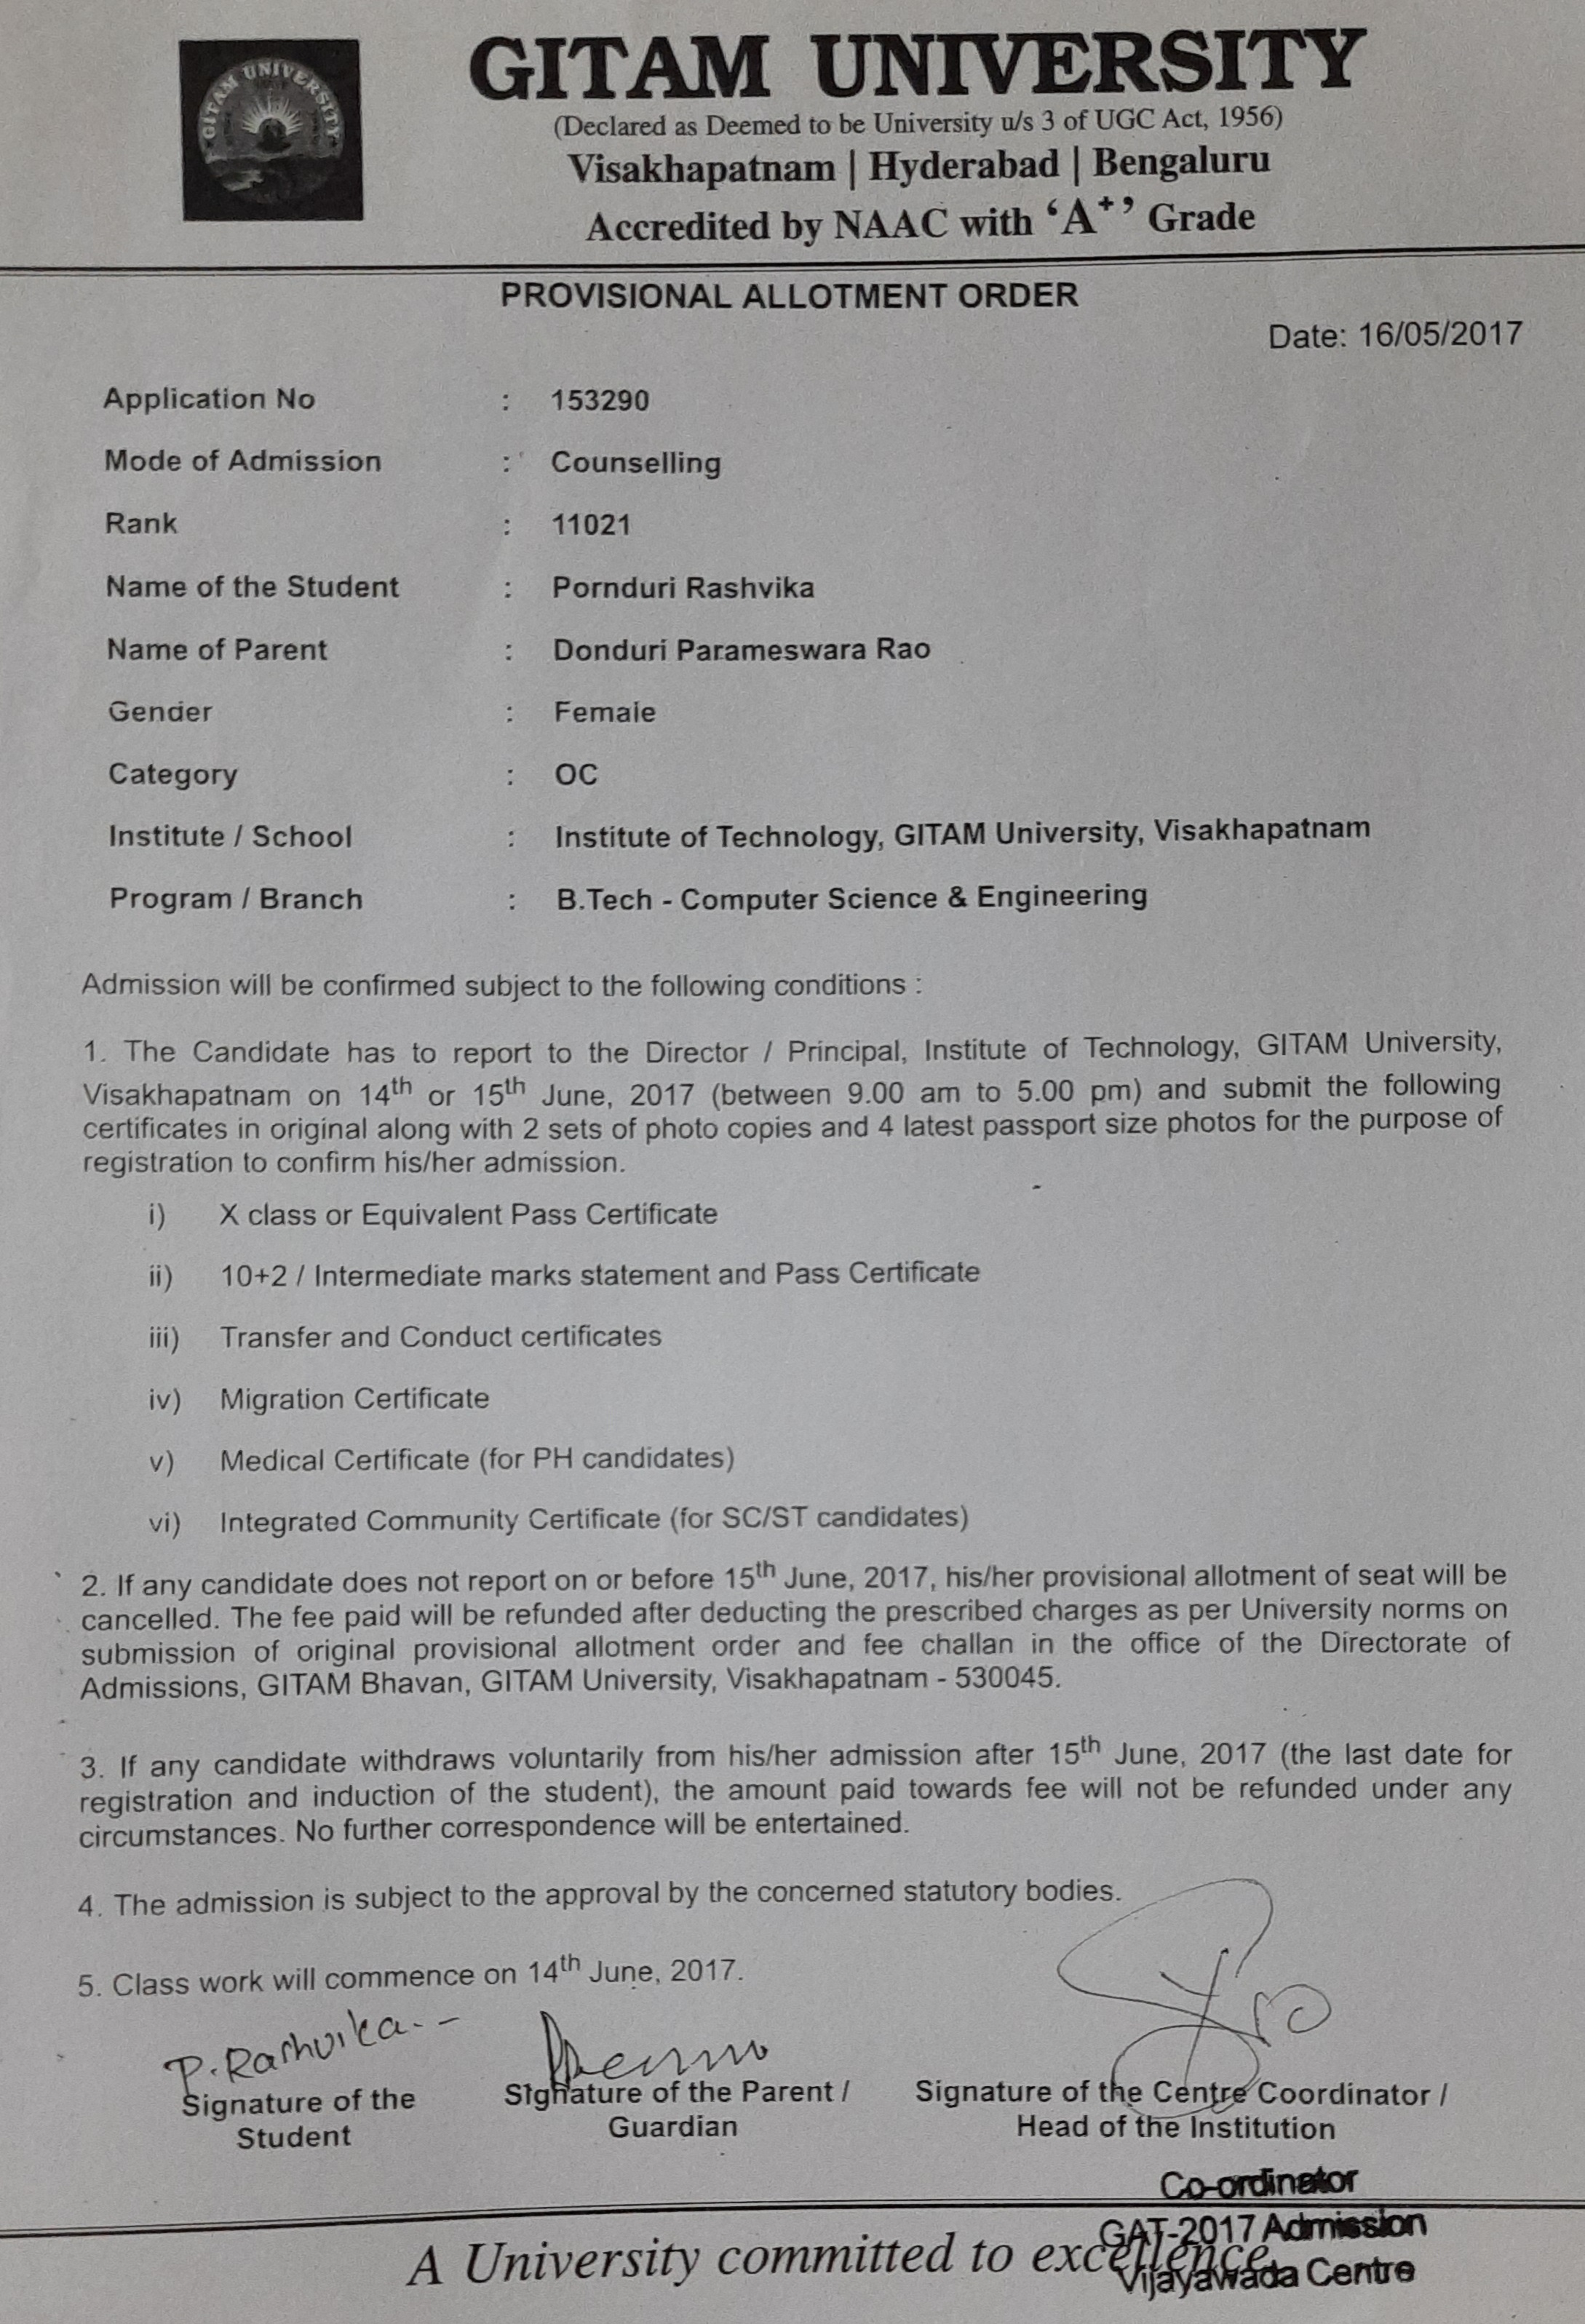 GITAM UNIVERSITY
GITAM UNIVERSITY
(Declared as Deemed to be University u/s 3 of UGC Act, 1956)
Visakhapatnam | Hyderabad | Bengaluru
Accredited by NAAC with ‘A+’ Grade
PROVISIONAL ALLOTMENT ORDER
Date: 16/05/2017
Application No : 153290
Mode of Admission : Counselling
Rank : 11021
Name of the Student : Pornduri Rashvika
Name of Parent : Donduri Parameswara Rao
Gender : Female
Category : OC
Institute / School : Institute of Technology, GITAM University, Visakhapatnam
Program / Branch : B.Tech - Computer Science & Engineering
Admission will be confirmed subject to the following conditions :
1. The Candidate has to report to the Director / Principal, Institute of Technology, GITAM University,
Visakhapatnam on 14th or 15th June, 2017 (between 9.00 am to 5.00 pm) and submit the following
certificates in original along with 2 sets of photo copies and 4 latest passport size photos for the purpose of
registration to confirm his/her admission.
i) X class or Equivalent Pass Certificate
ii) 10+2 / Intermediate marks statement and Pass Certificate
iii) Transfer and Conduct certificates
iv) Migration Certificate
v) Medical Certificate (for PH candidates)
vi) Integrated Community Certificate (for SC/ST candidates)
2. If any candidate does not report on or before 15th June, 2017, his/her provisional allotment of seat will be
cancelled. The fee paid will be refunded after deducting the prescribed charges as per University norms on
submission of original provisional allotment order and fee challan in the office of the Directorate of
Admissions, GITAM Bhavan, GITAM University, Visakhapatnam - 530045.
3. If any candidate withdraws voluntarily from his/her admission after 15th June, 2017 (the last date for
registration and induction of the student), the amount paid towards fee will not be refunded under any
circumstances. No further correspondence will be entertained.
4. The admission is subject to the approval by the concerned statutory bodies.
5. Class work will commence on 14th June, 2017.
P. Rashvika
Signature of the Student
Signature of the Parent / Guardian
Signature of the Centre Coordinator / Head of the Institution
Co-ordinator
GAT-2017 Admission
Vijayawada Centre
A University committed to excellence